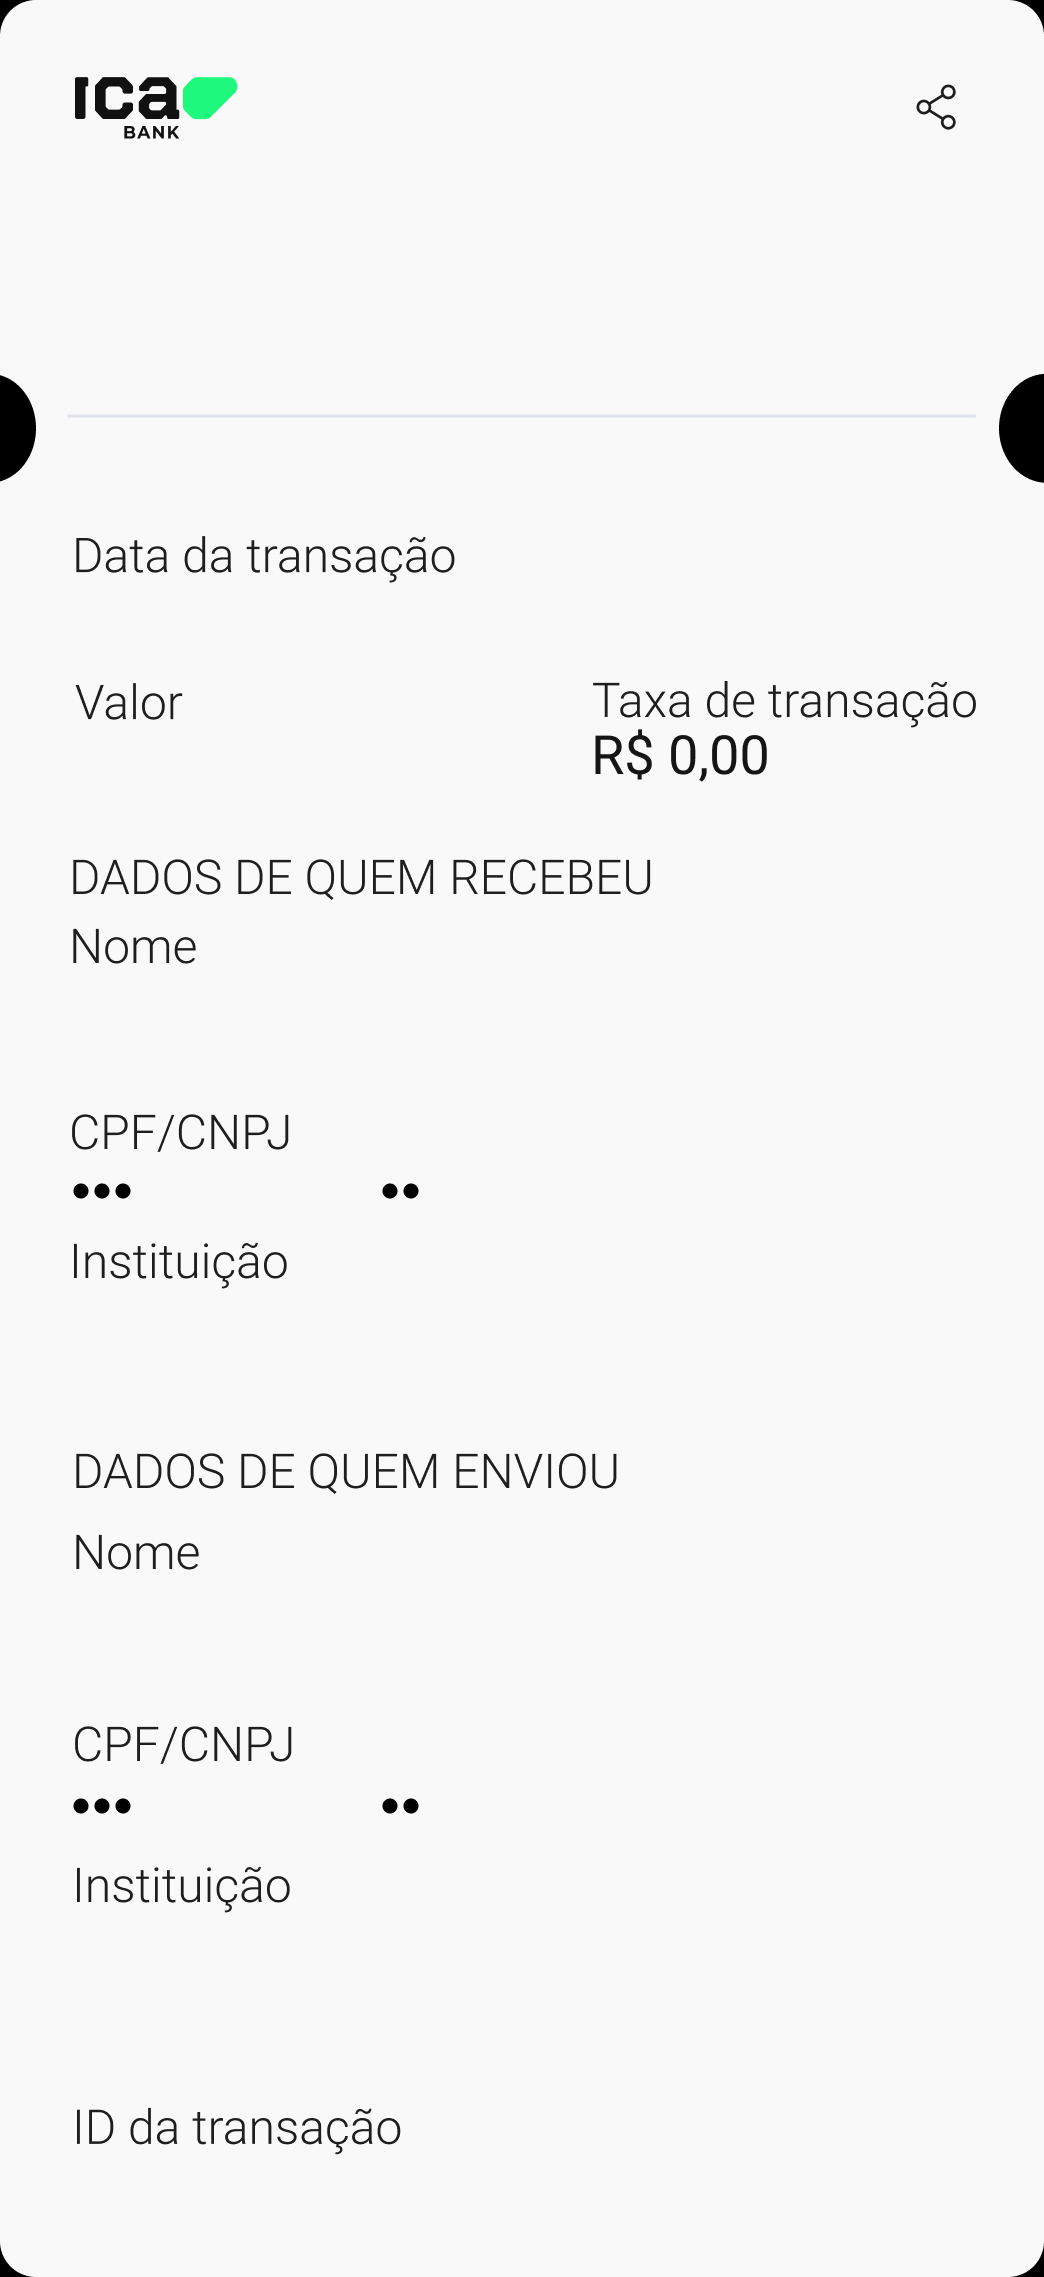 ica
BANK
Data da transação
Valor
Taxa de transação
R$ 0,00
DADOS DE QUEM RECEBEU
Nome
CPF/CNPJ
••• ••
Instituição
DADOS DE QUEM ENVIOU
Nome
CPF/CNPJ
••• ••
Instituição
ID da transação